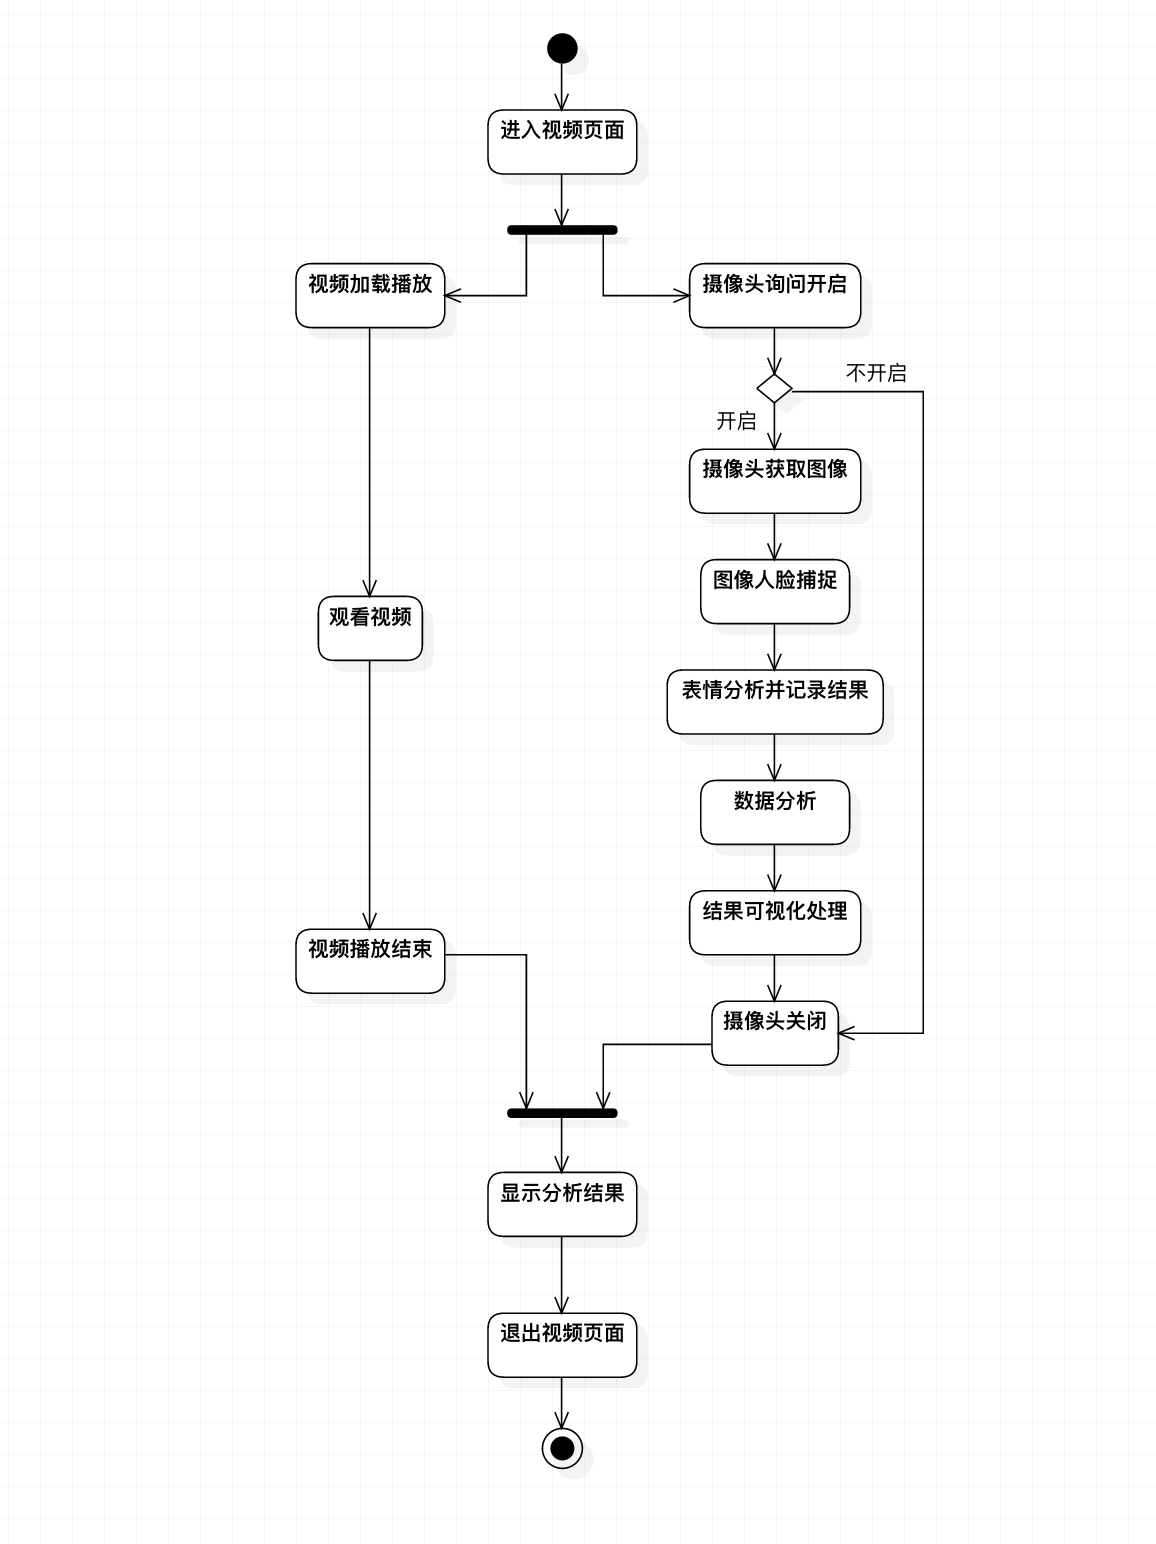 进入视频页面
视频加载播放
摄像头询问开启
不开启
开启
摄像头获取图像
图像人脸捕捉
观看视频
表情分析并记录结果
数据分析
结果可视化处理
视频播放结束
摄像头关闭
显示分析结果
退出视频页面